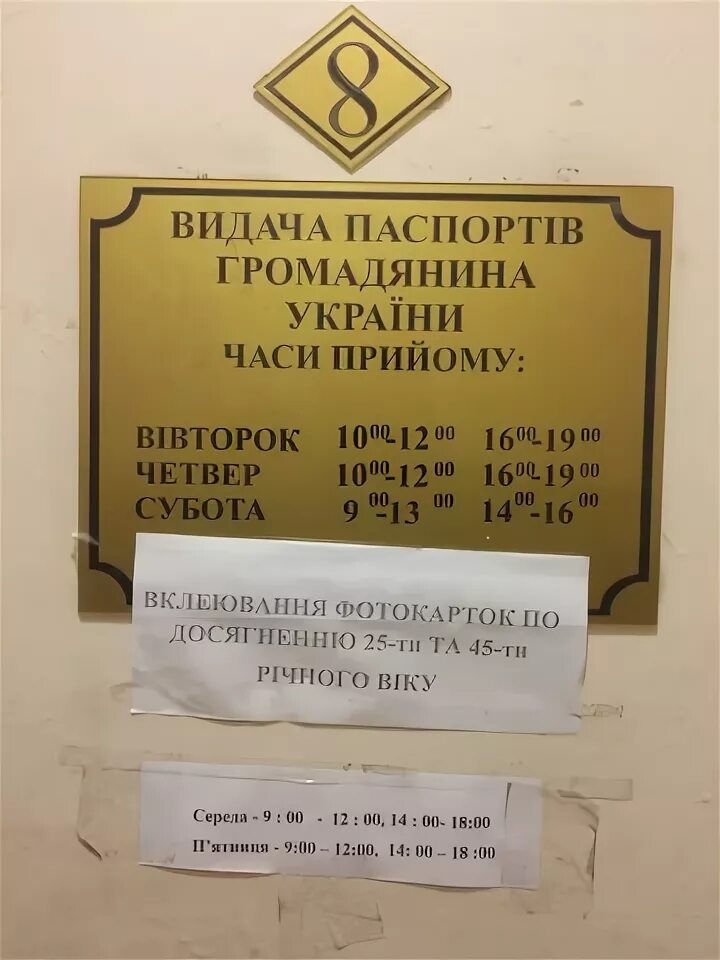 8
ВИДАЧА ПАСПОРТІВ
ГРОМАДЯНИНА
УКРАЇНИ
ЧАСИ ПРИЙОМУ:
ВІВТОРОК 10⁰⁰-12⁰⁰ 16⁰⁰-19⁰⁰
ЧЕТВЕР 10⁰⁰-12⁰⁰ 16⁰⁰-19⁰⁰
СУБОТА 9⁰⁰-13⁰⁰ 14⁰⁰-16⁰⁰
ВКЛЕЮВАННЯ ФОТОКАРТОК ПО
ДОСЯГНЕННЮ 25-ти ТА 45-ти
РІЧНОГО ВІКУ
Середа - 9 : 00 - 12 : 00, 14 : 00- 18:00
П'ятниця - 9:00 – 12:00, 14: 00 – 18 :00